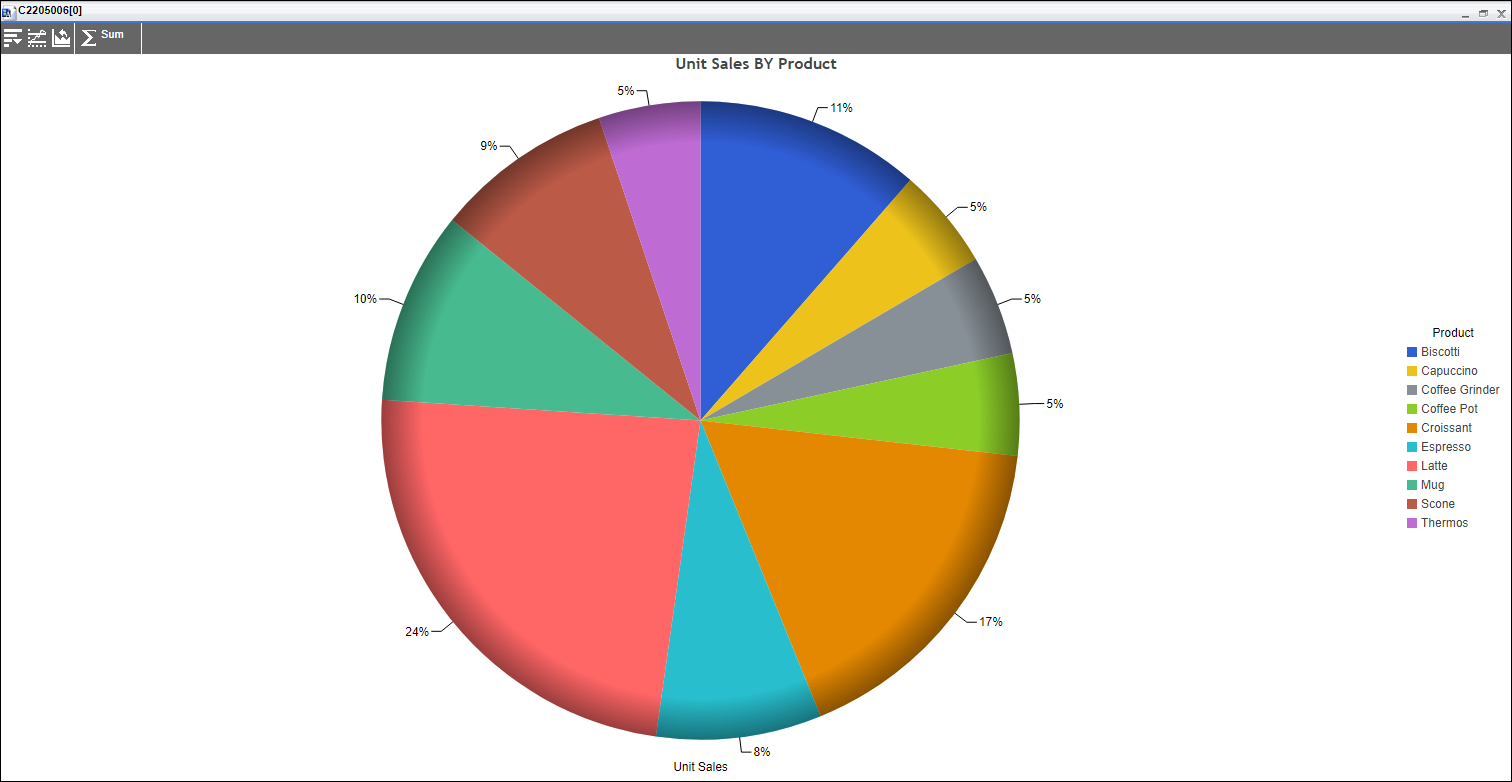 C2205006[0]
Sum
Unit Sales BY Product
5%
11%
9%
5%
10%
5%
5%
17%
24%
8%
Unit Sales
Product
Biscotti
Capuccino
Coffee Grinder
Coffee Pot
Croissant
Espresso
Latte
Mug
Scone
Thermos